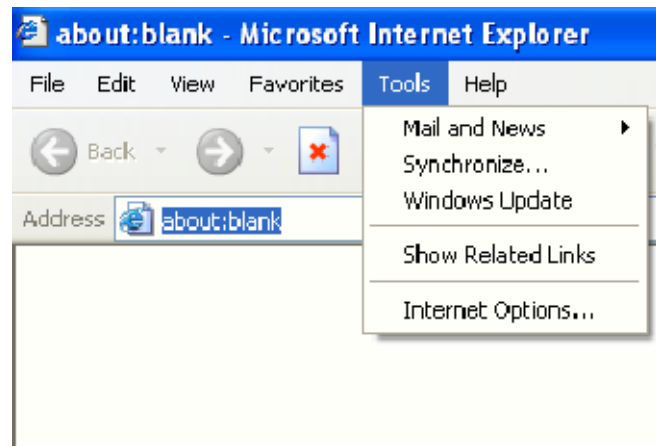 about:blank - Microsoft Internet Explorer
File Edit View Favorites Tools Help
Back
Mail and News
Synchronize...
Windows Update
Address about:blank
Show Related Links
Internet Options...